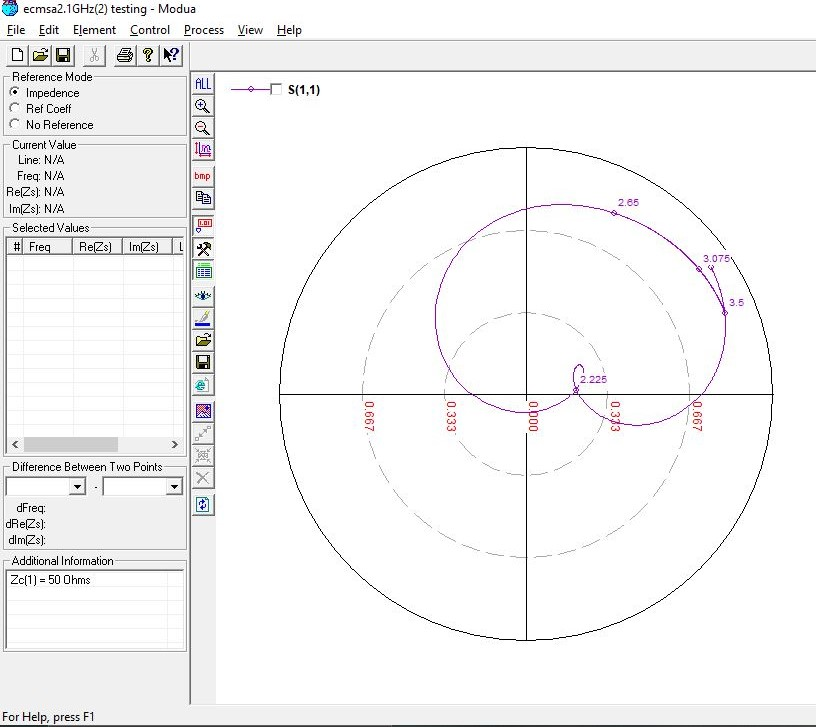 ecmsa2.1GHz(2) testing - Modua
File Edit Element Control Process View Help
Reference Mode
Impedence
Ref Coeff
No Reference
Current Value
Line: N/A
Freq: N/A
Re(Zs): N/A
Im(Zs): N/A
Selected Values
# Freq Re(Zs) Im(Zs) L
Difference Between Two Points
-
dFreq:
dRe(Zs):
dIm(Zs):
Additional Information
Zc(1) = 50 Ohms
For Help, press F1
ALL
bmp
1.01
S(1,1)
2.65
3.075
3.5
2.225
0.667
0.333
0.000
0.333
0.667